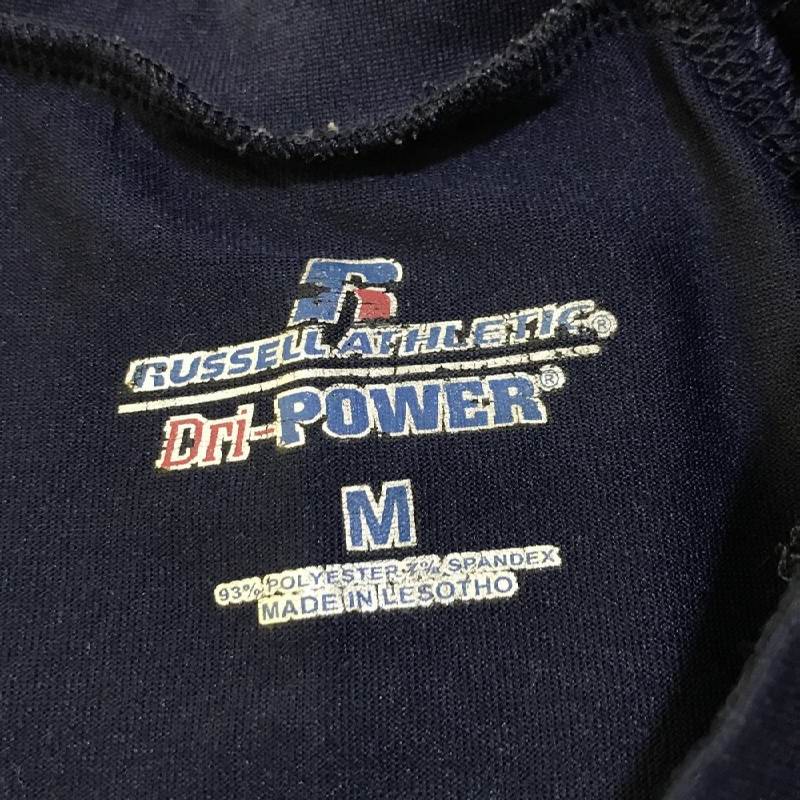 R
RUSSELL ATHLETIC®
Dri-POWER®
M
93% POLYESTER 7% SPANDEX
MADE IN LESOTHO